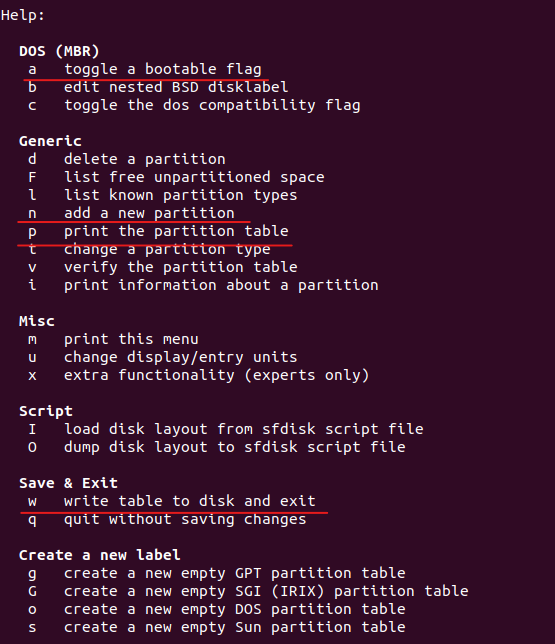 Help:
DOS (MBR)
a toggle a bootable flag
b edit nested BSD disklabel
c toggle the dos compatibility flag
Generic
d delete a partition
F list free unpartitioned space
l list known partition types
n add a new partition
p print the partition table
t change a partition type
v verify the partition table
i print information about a partition
Misc
m print this menu
u change display/entry units
x extra functionality (experts only)
Script
I load disk layout from sfdisk script file
O dump disk layout to sfdisk script file
Save & Exit
w write table to disk and exit
q quit without saving changes
Create a new label
g create a new empty GPT partition table
G create a new empty SGI (IRIX) partition table
o create a new empty DOS partition table
s create a new empty Sun partition table